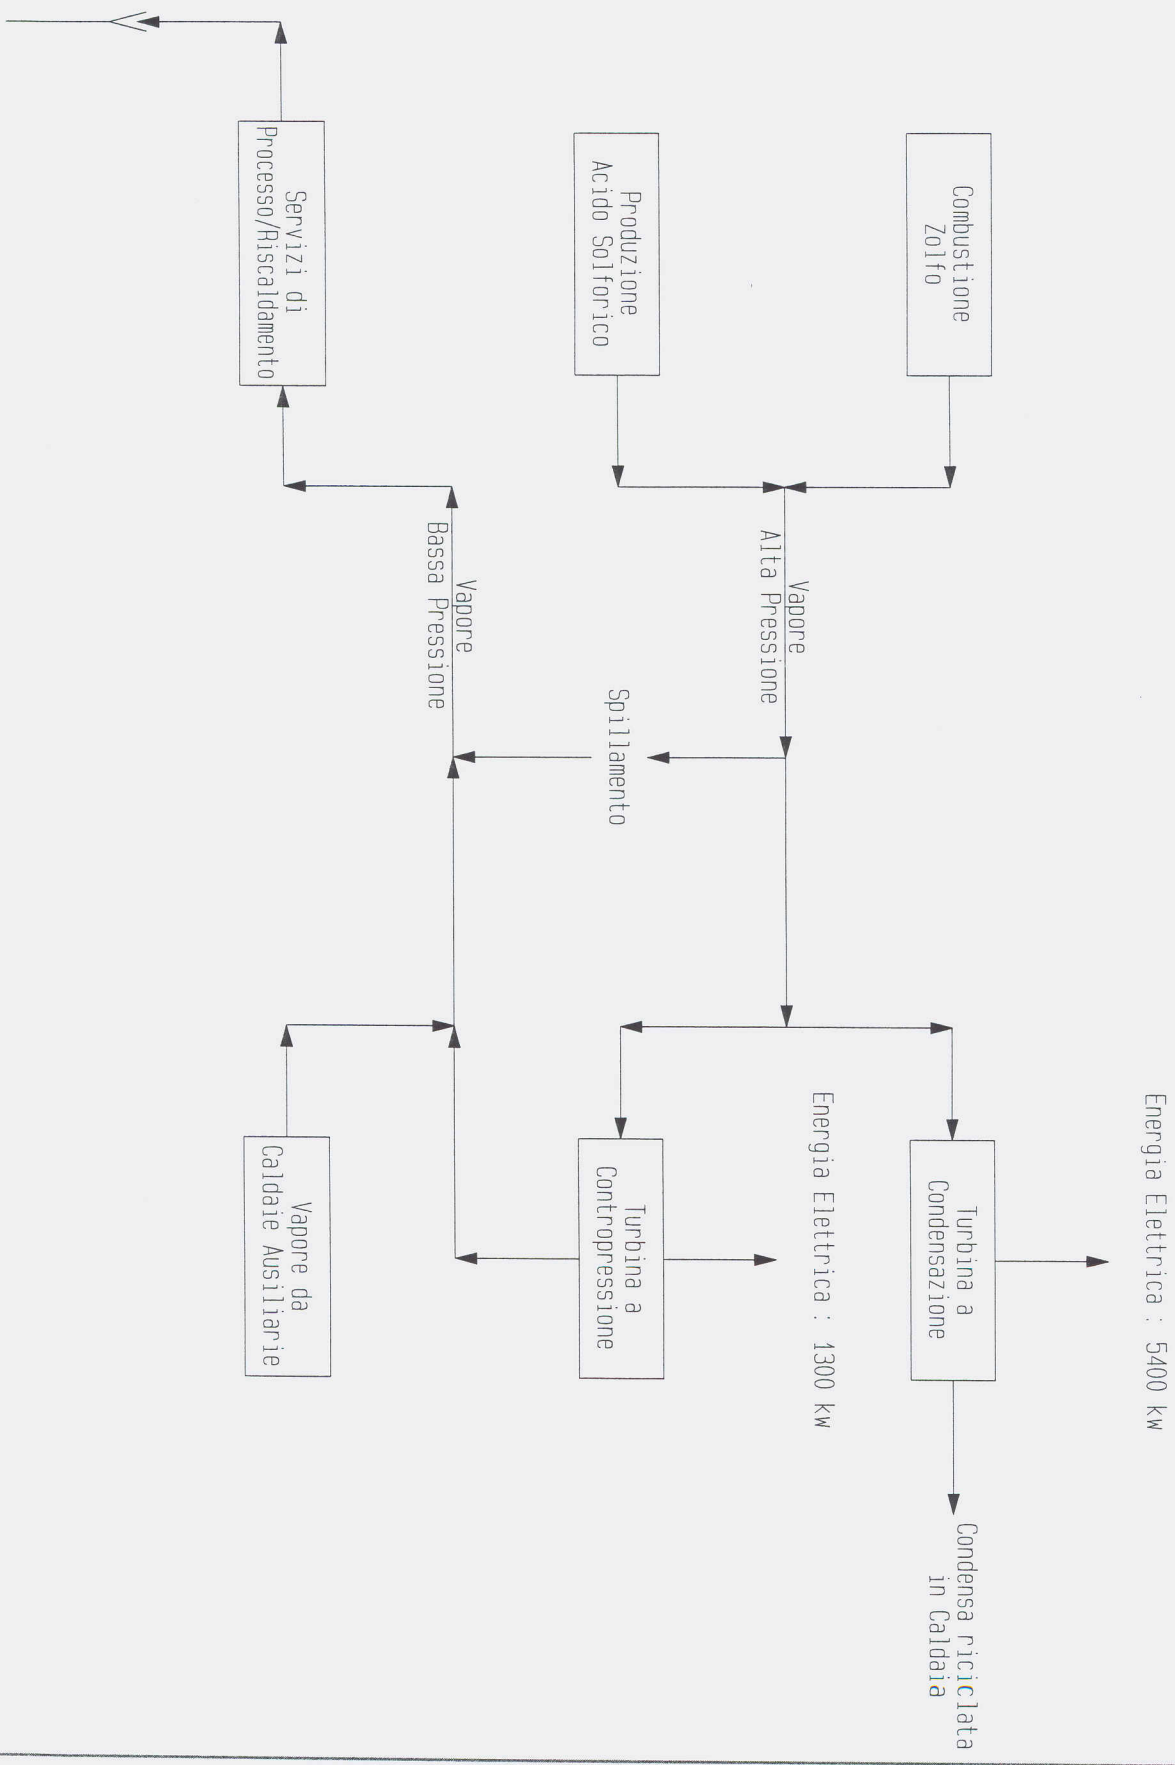 Energia Elettrica : 5400 kW
Combustione
Zolfo
Turbina a
Condensazione
Condensa riciclata
in Caldaia
Energia Elettrica : 1300 kW
Vapore
Alta Pressione
Produzione
Acido Solforico
Spillamento
Turbina a
Contropressione
Vapore
Bassa Pressione
Servizi di
Processo/Riscaldamento
Vapore da
Caldaie Ausiliarie